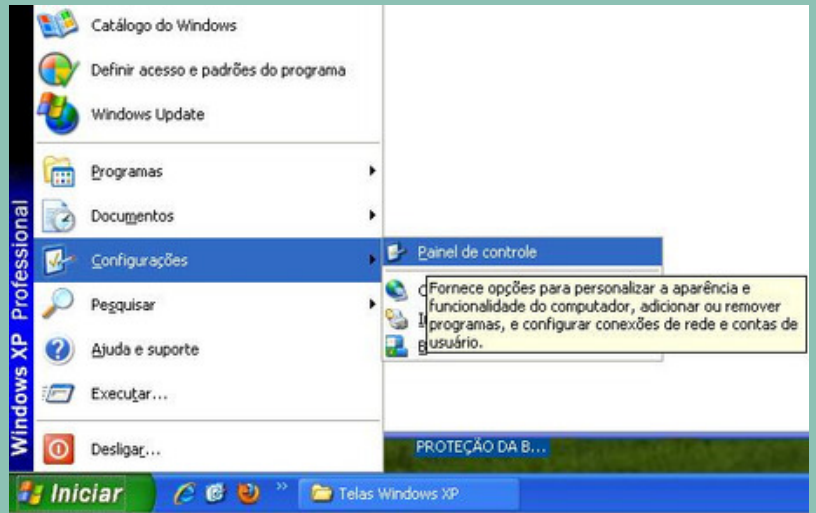 Catálogo do Windows
Definir acesso e padrões do programa
Windows Update
Programas
Documentos
Configurações
Pesquisar
Ajuda e suporte
Executar...
Desligar...
Windows XP Professional
Painel de controle
Fornece opções para personalizar a aparência e
funcionalidade do computador, adicionar ou remover
programas, e configurar conexões de rede e contas de
usuário.
PROTEÇÃO DA B...
Iniciar
Telas Windows XP